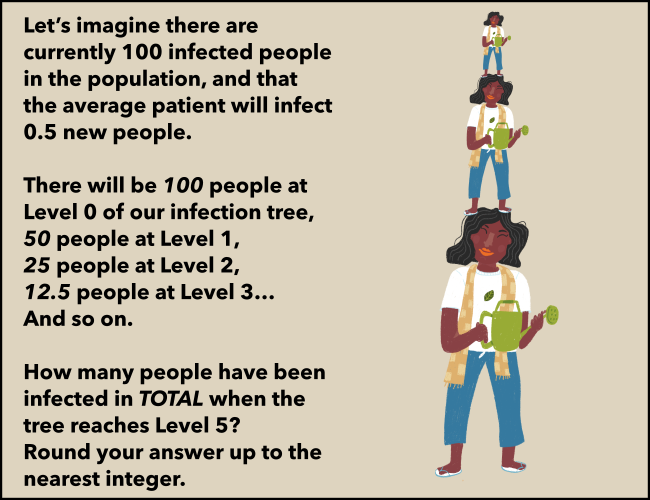 Let's imagine there are
currently 100 infected people
in the population, and that
the average patient will infect
0.5 new people.
There will be 100 people at
Level 0 of our infection tree,
50 people at Level 1,
25 people at Level 2,
12.5 people at Level 3...
And so on.
How many people have been
infected in TOTAL when the
tree reaches Level 5?
Round your answer up to the
nearest integer.